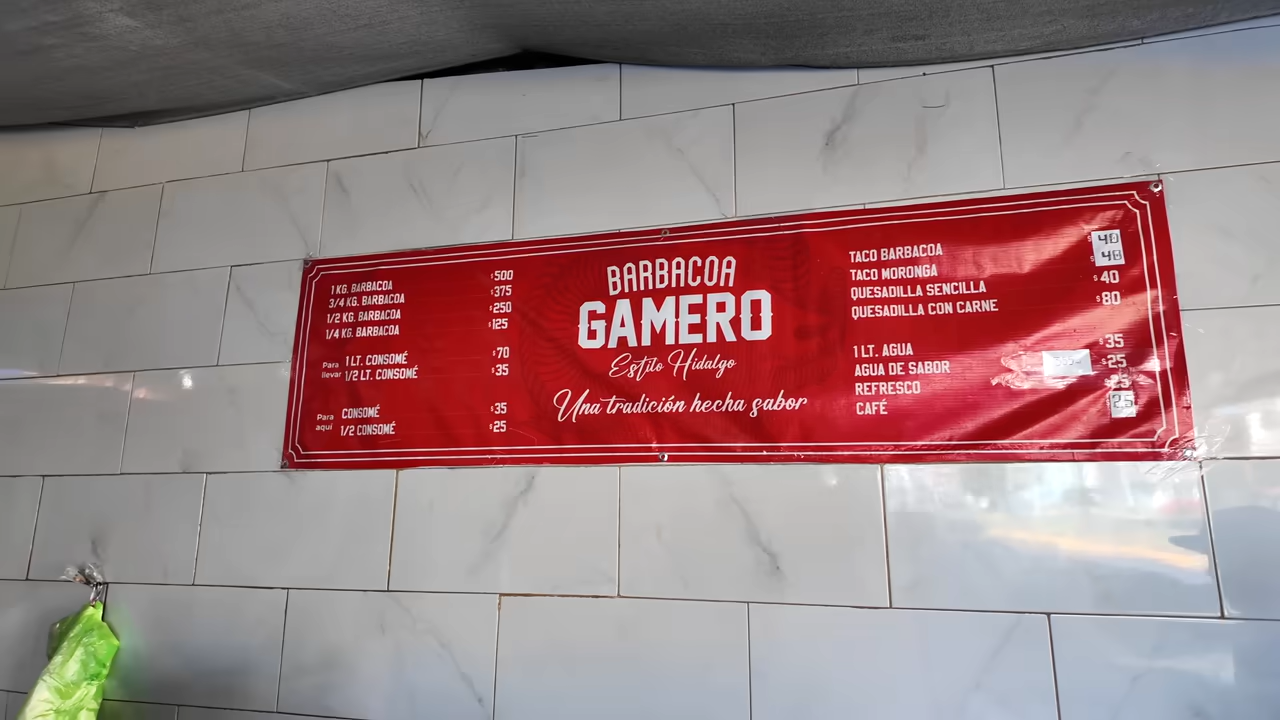 1 KG. BARBACOA $500
3/4 KG. BARBACOA $375
1/2 KG. BARBACOA $250
1/4 KG. BARBACOA $125
Para llevar
1 LT. CONSOMÉ $70
1/2 LT. CONSOMÉ $35
Para aquí
CONSOMÉ $35
1/2 CONSOMÉ $25
BARBACOA
GAMERO
Estilo Hidalgo
Una tradición hecha sabor
TACO BARBACOA $40
TACO MORONGA $40
QUESADILLA SENCILLA $40
QUESADILLA CON CARNE $80
1 LT. AGUA $35
AGUA DE SABOR $25
REFRESCO $25
CAFÉ 25